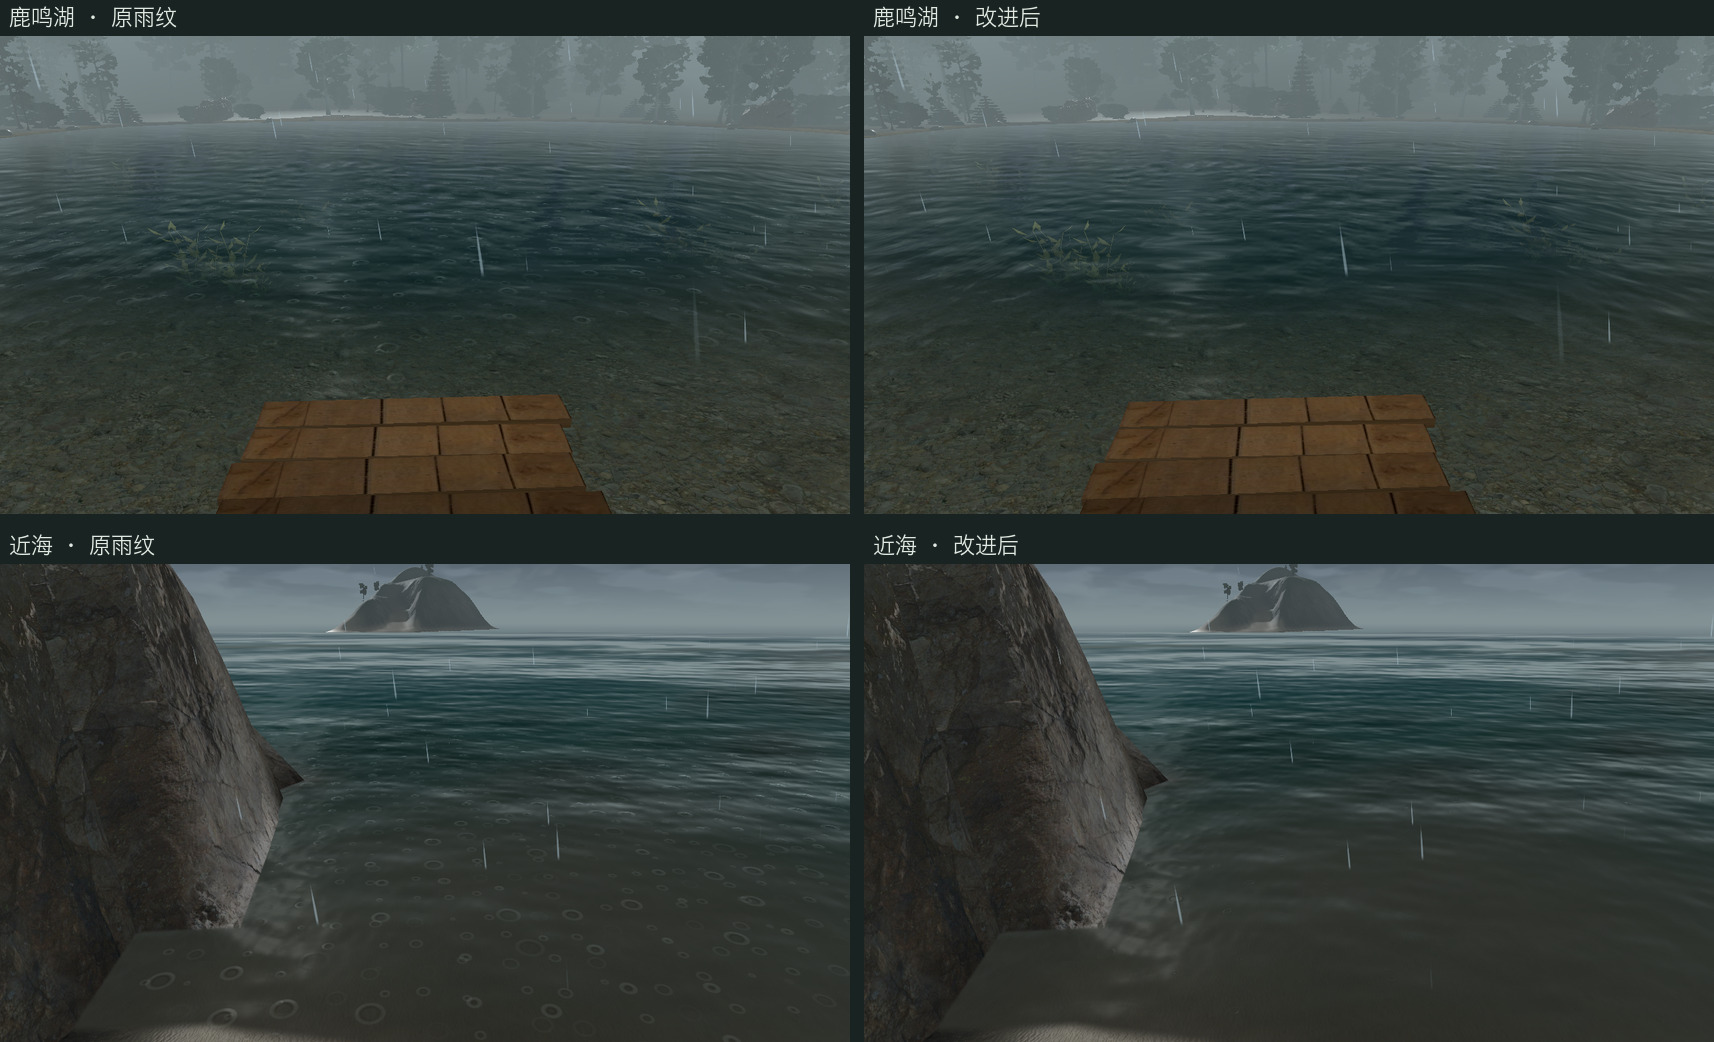 鹿鸣湖 · 原雨纹
鹿鸣湖 · 改进后
近海 · 原雨纹
近海 · 改进后